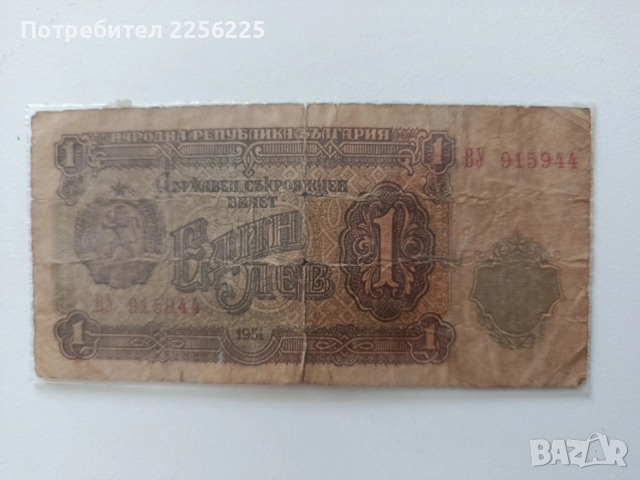 Потребител 2256225
НАРОДНА РЕПУБЛИКА БЪЛГАРИЯ
1 1 ВУ 915944
ДЪРЖАВЕН СЪКРОВИЩЕН
БИЛЕТ
ЕДИН 1
ЛЕВ
ВУ 915944
1 1951 1
BAZAR